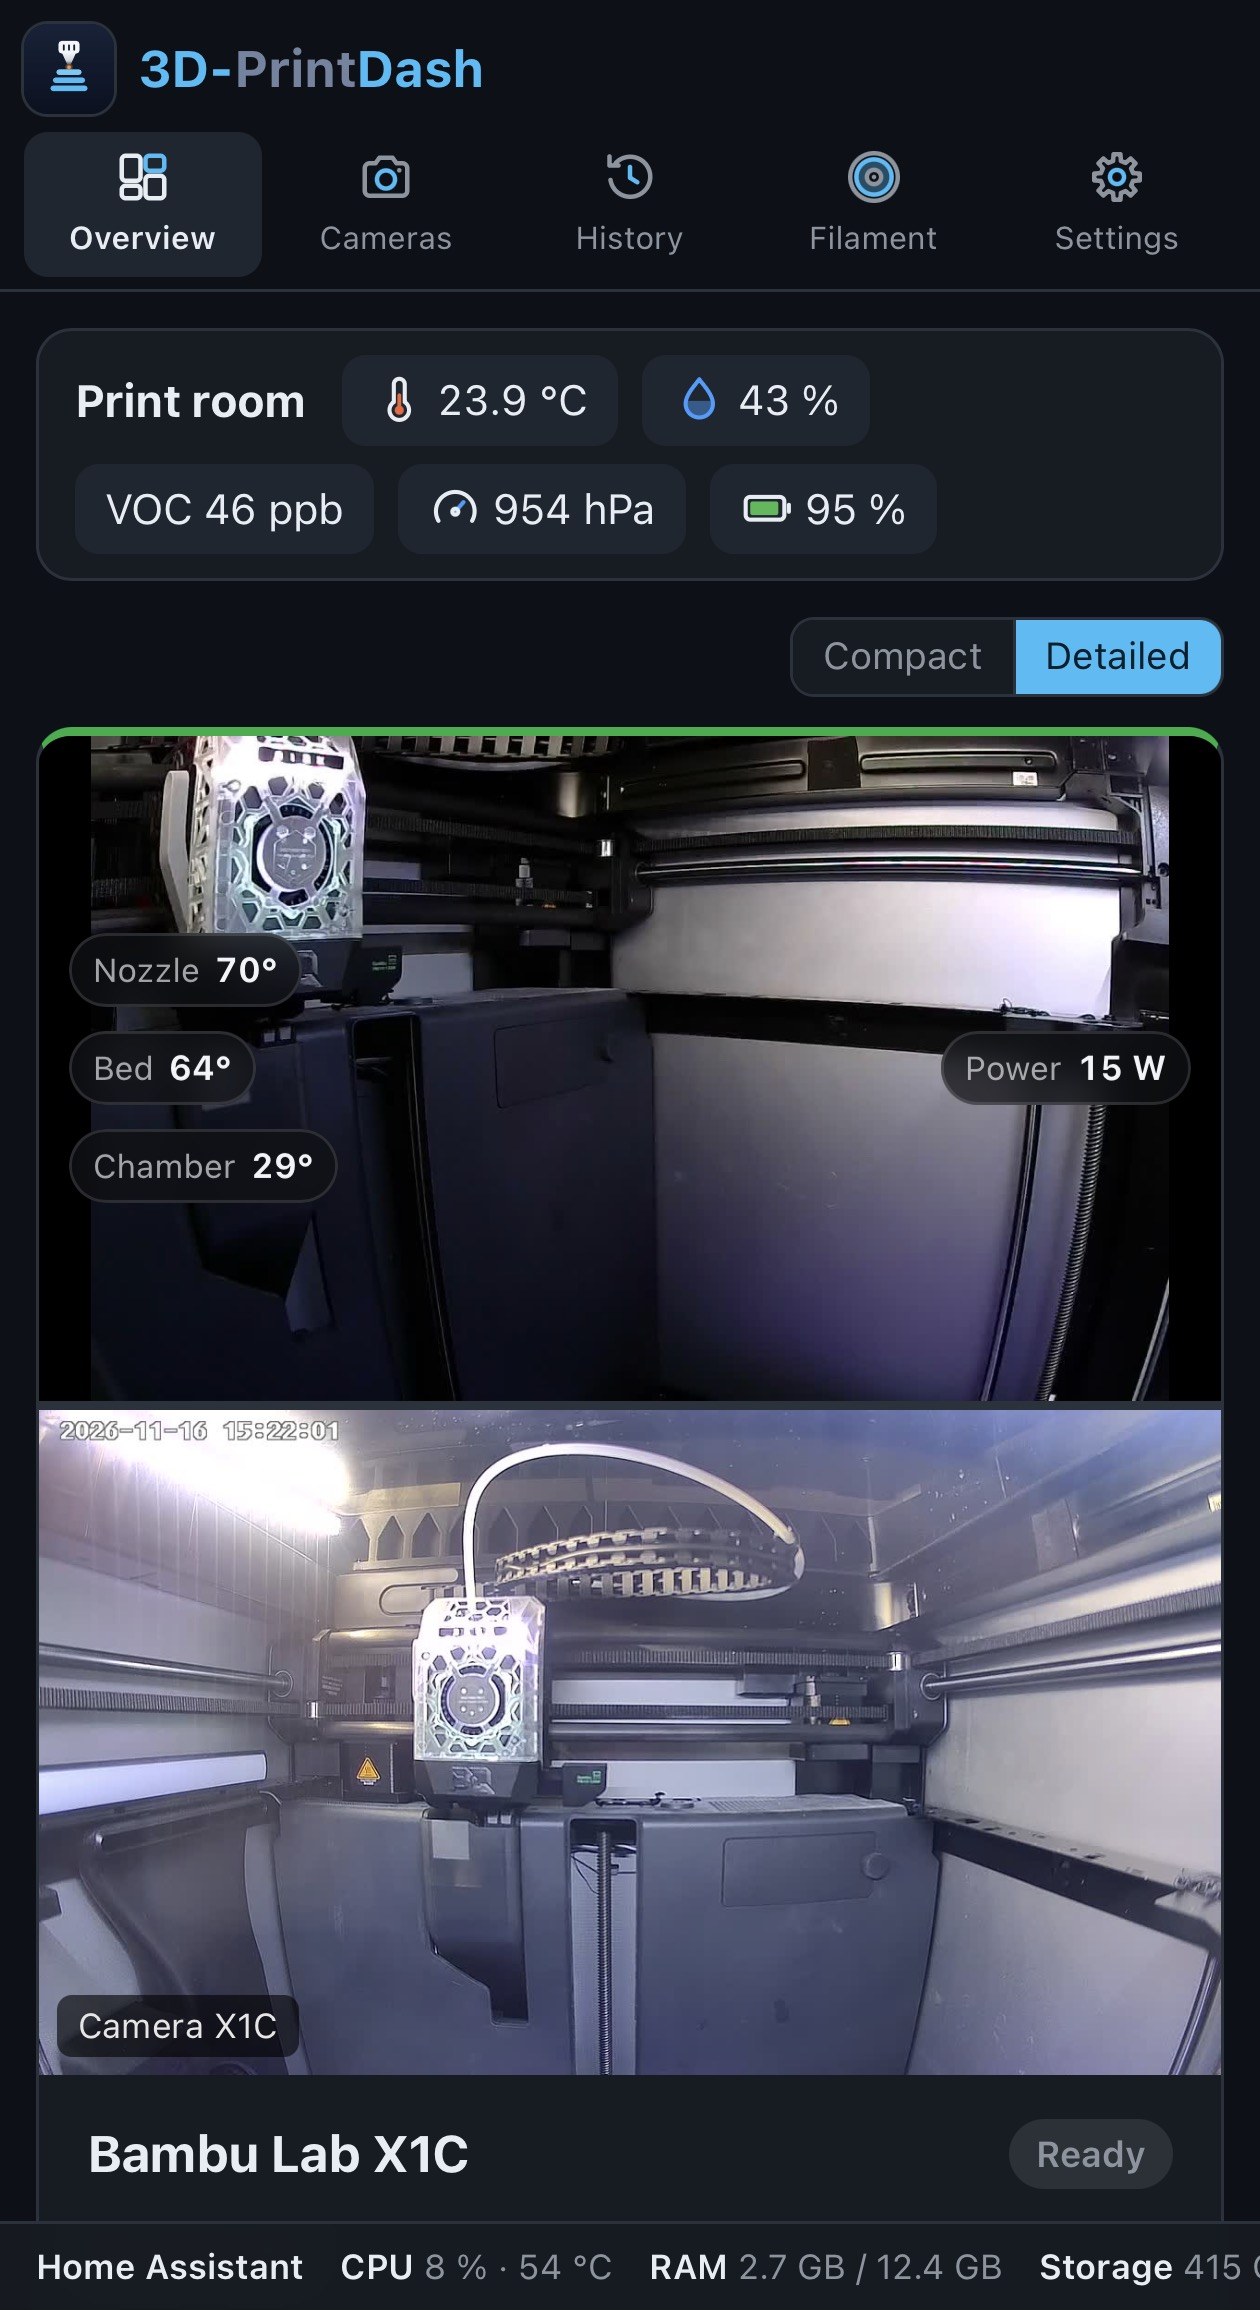 3D-PrintDash
Overview
Cameras
History
Filament
Settings
Print room
23.9 °C
43 %
VOC 46 ppb
954 hPa
95 %
Compact
Detailed
Nozzle 70°
Bed 64°
Power 15 W
Chamber 29°
2026-11-16 15:22:01
Camera X1C
Bambu Lab X1C
Ready
Home Assistant CPU 8 % · 54 °C RAM 2.7 GB / 12.4 GB Storage 415